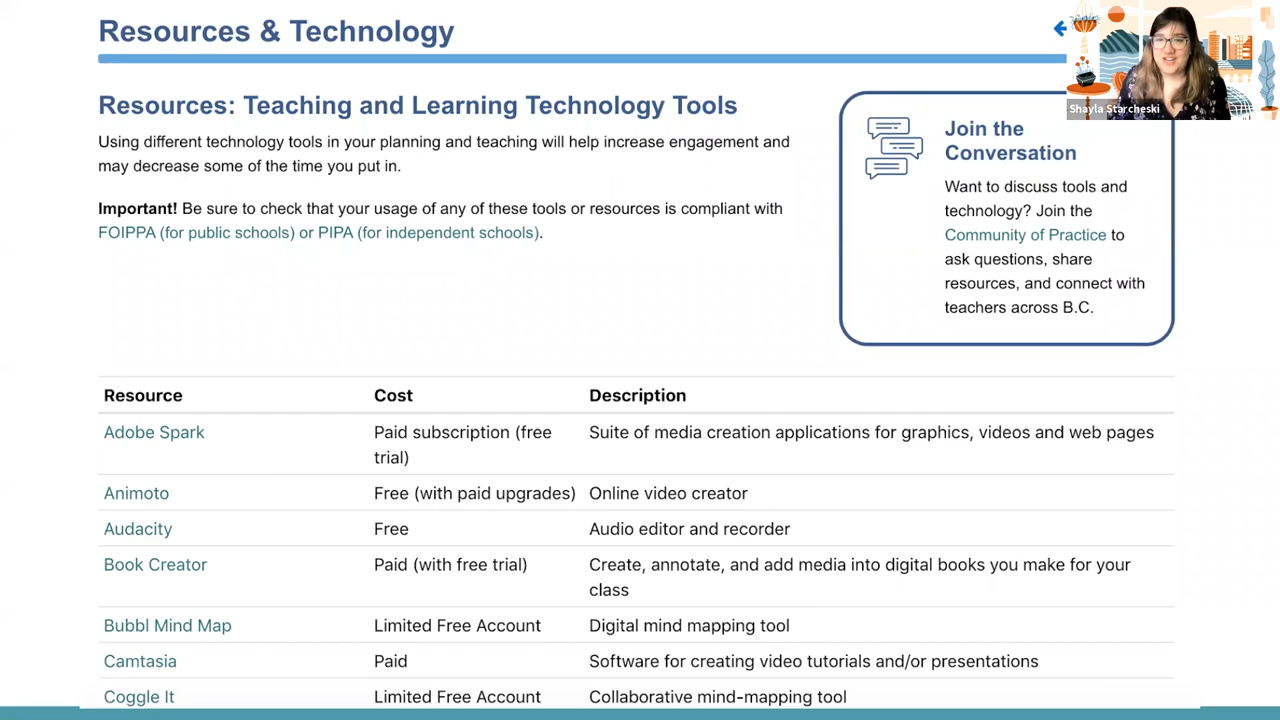 Resources & Technology
Shayla Starcheski
Resources: Teaching and Learning Technology Tools
Using different technology tools in your planning and teaching will help increase engagement and
may decrease some of the time you put in.
Important! Be sure to check that your usage of any of these tools or resources is compliant with
FOIPPA (for public schools) or PIPA (for independent schools).
Join the
Conversation
Want to discuss tools and
technology? Join the
Community of Practice to
ask questions, share
resources, and connect with
teachers across B.C.
Resource Cost Description
Adobe Spark Paid subscription (free Suite of media creation applications for graphics, videos and web pages
trial)
Animoto Free (with paid upgrades) Online video creator
Audacity Free Audio editor and recorder
Book Creator Paid (with free trial) Create, annotate, and add media into digital books you make for your
class
Bubbl Mind Map Limited Free Account Digital mind mapping tool
Camtasia Paid Software for creating video tutorials and/or presentations
Coggle It Limited Free Account Collaborative mind-mapping tool